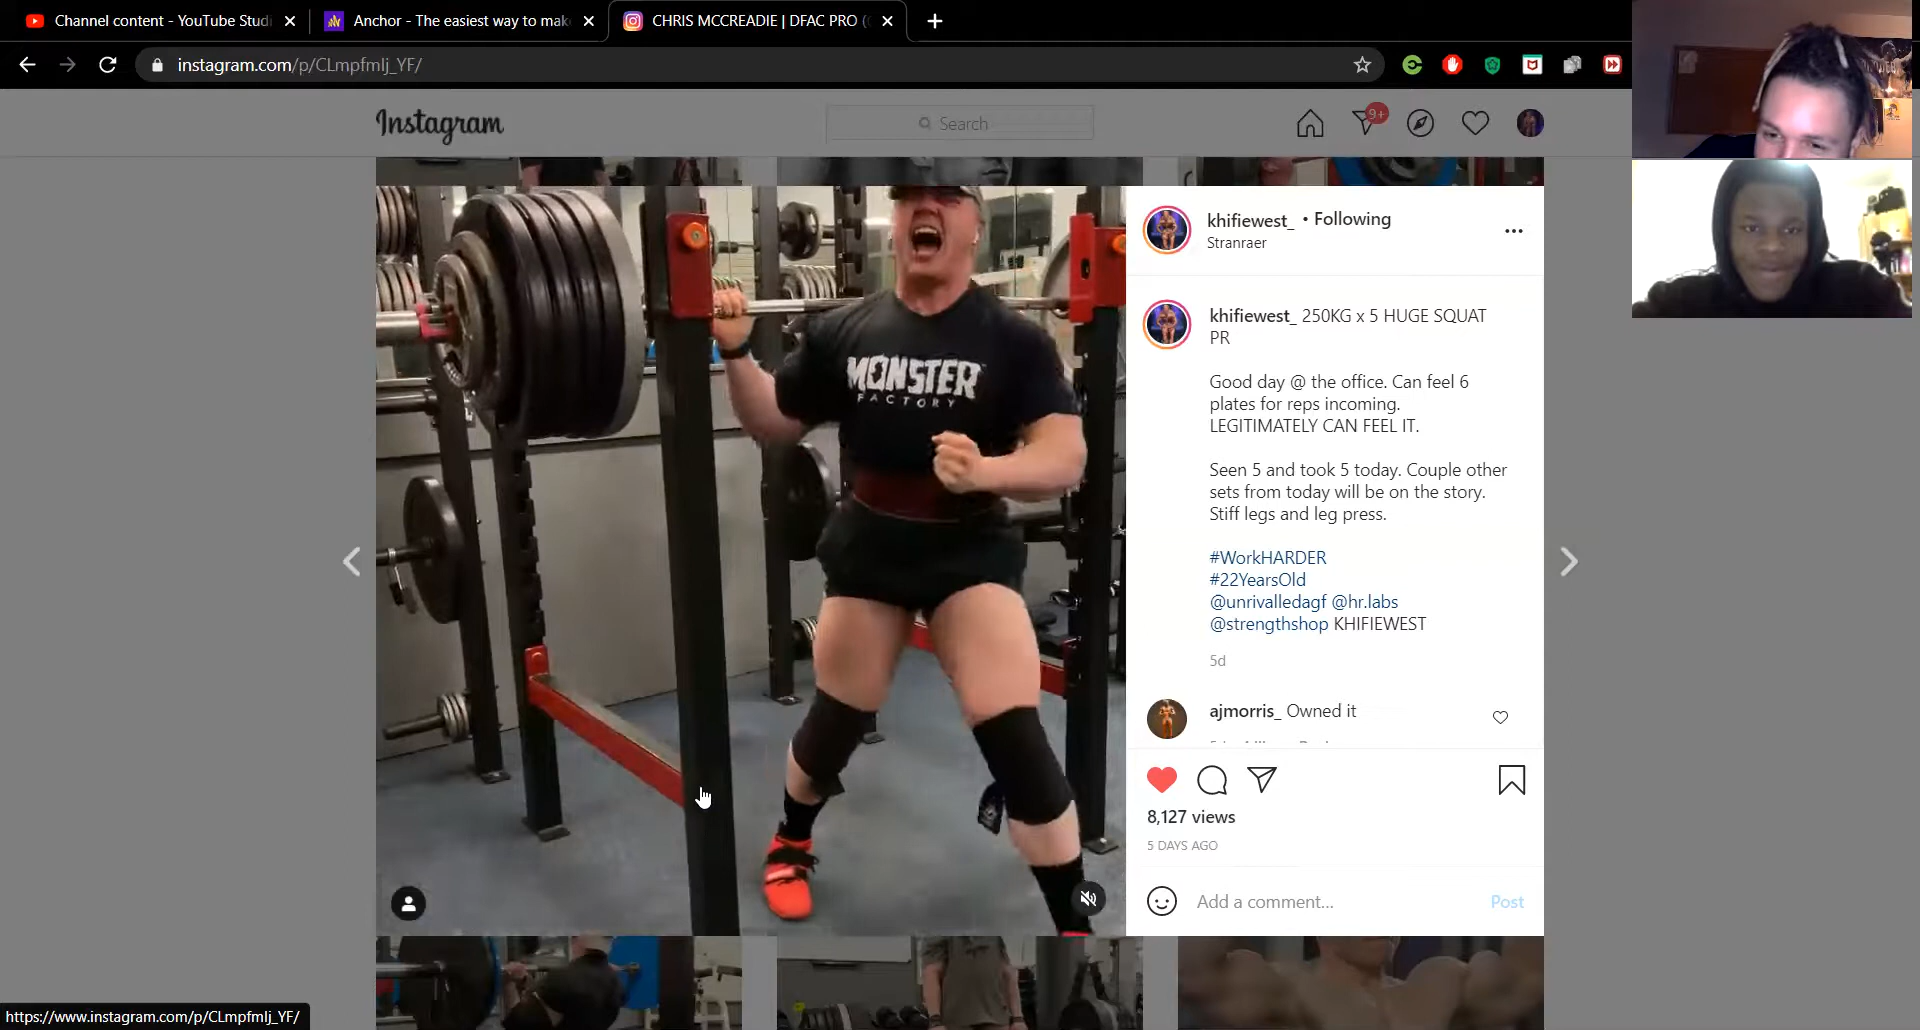 Channel content - YouTube Studi
Anchor - The easiest way to mak
CHRIS MCCREADIE | DFAC PRO (
instagram.com/p/CLmpfmlj_YF/
Instagram
Search
9+
khifiewest_ • Following
Stranraer
khifiewest_ 250KG x 5 HUGE SQUAT
PR
Good day @ the office. Can feel 6
plates for reps incoming.
LEGITIMATELY CAN FEEL IT.
Seen 5 and took 5 today. Couple other
sets from today will be on the story.
Stiff legs and leg press.
#WorkHARDER
#22YearsOld
@unrivalledagf @hr.labs
@strengthshop KHIFIEWEST
5d
ajmorris_ Owned it
8,127 views
5 DAYS AGO
Add a comment...
Post
MONSTER
FACTORY
https://www.instagram.com/p/CLmpfmlj_YF/